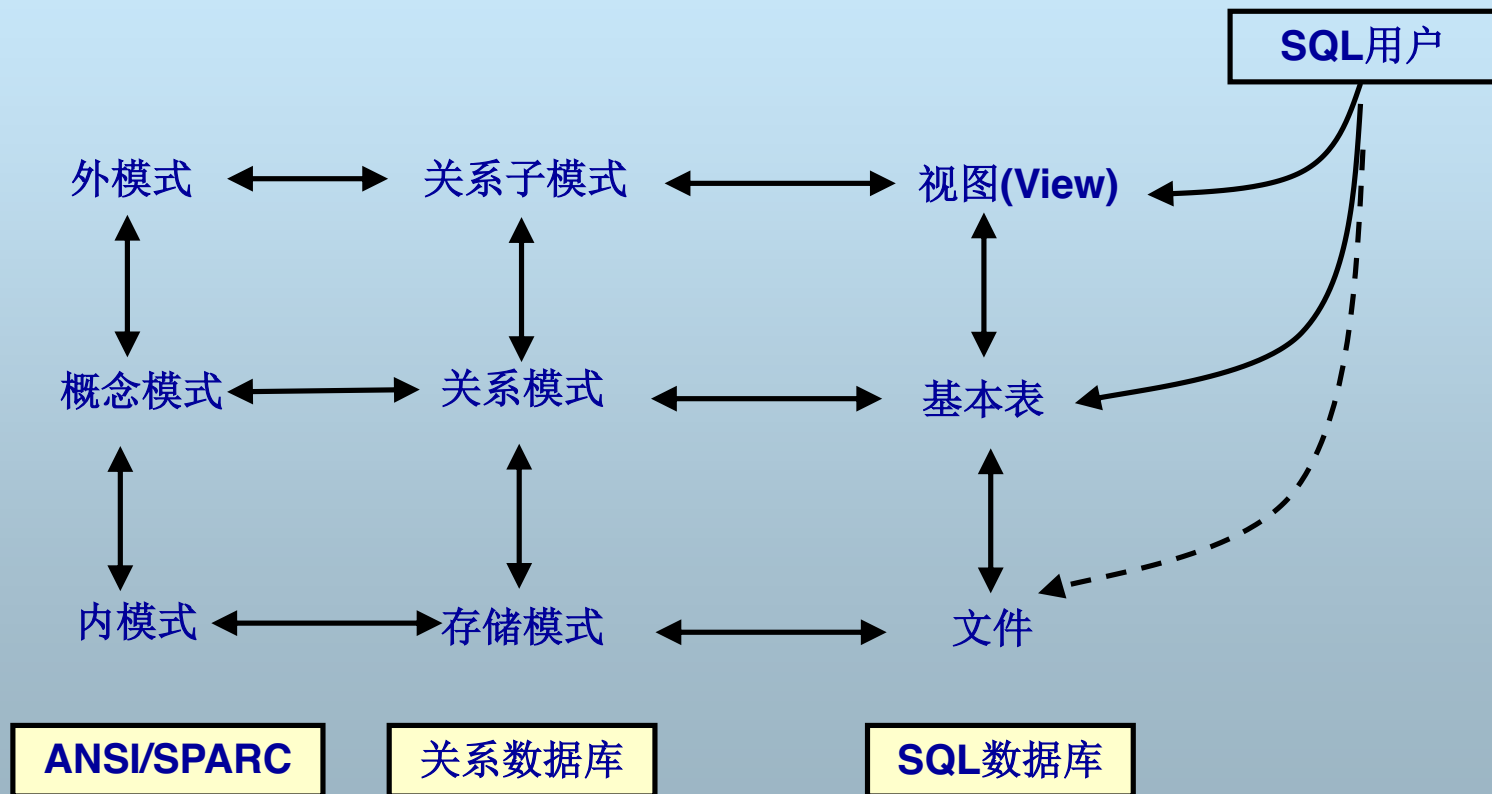 SQL用户
外模式
关系子模式
视图(View)
概念模式
关系模式
基本表
内模式
存储模式
文件
ANSI/SPARC
关系数据库
SQL数据库